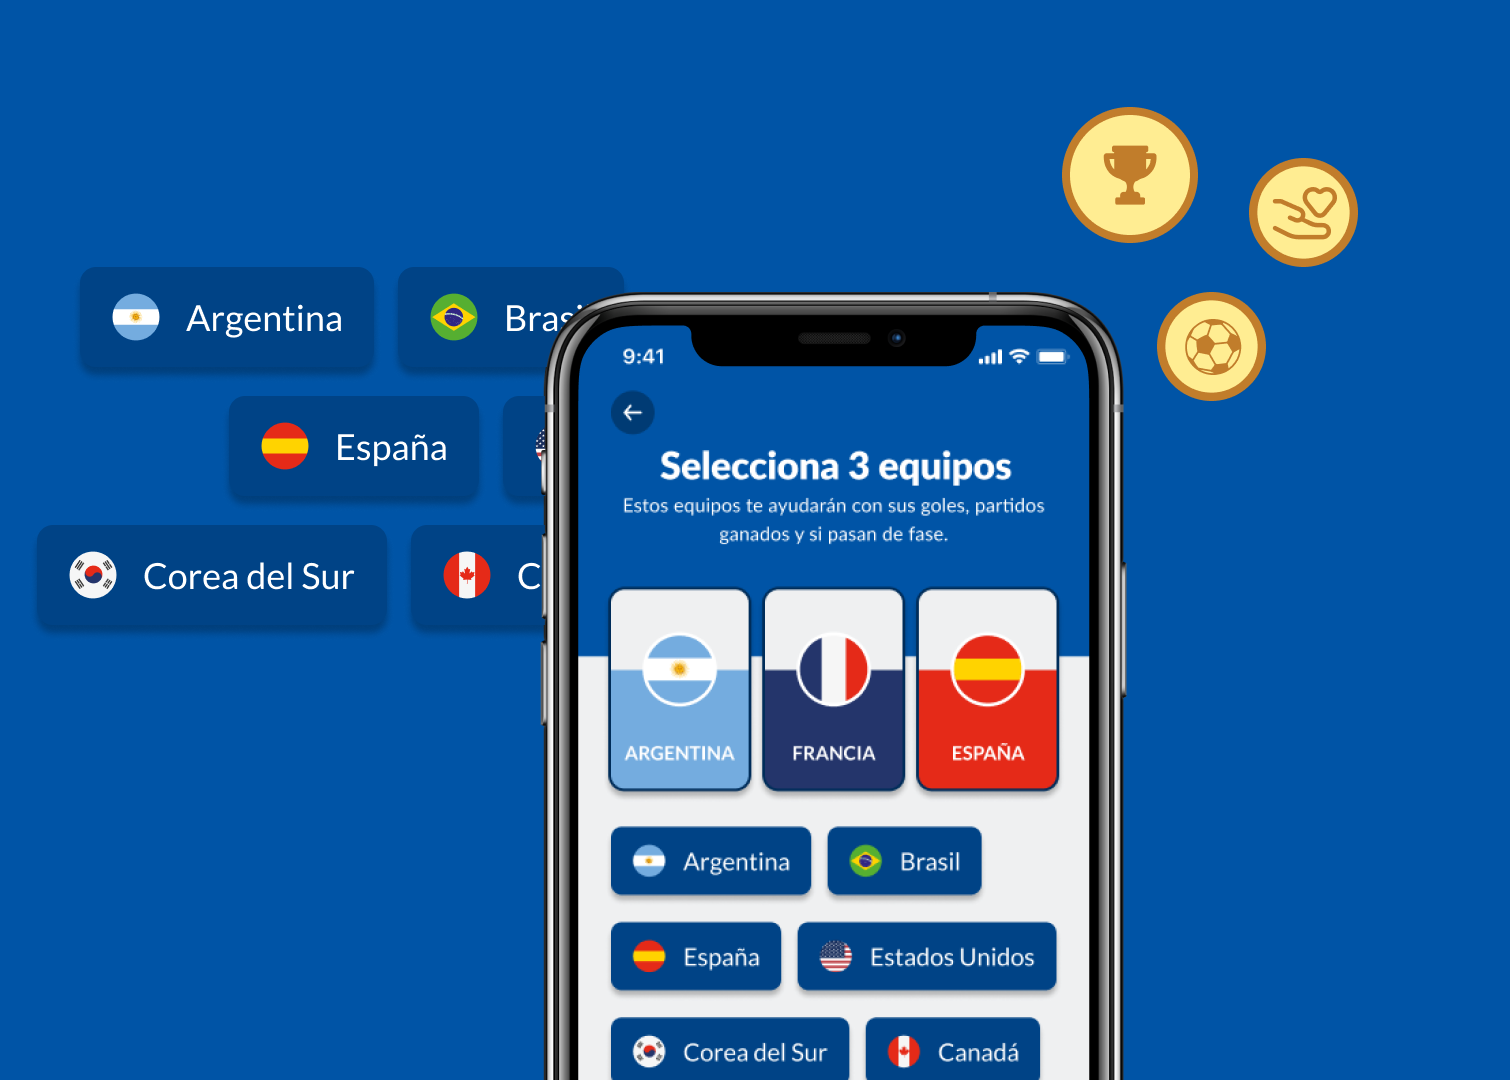 Argentina
Brasil
España
Corea del Sur
9:41
Selecciona 3 equipos
Estos equipos te ayudarán con sus goles, partidos
ganados y si pasan de fase.
ARGENTINA
FRANCIA
ESPAÑA
Argentina
Brasil
España
Estados Unidos
Corea del Sur
Canadá